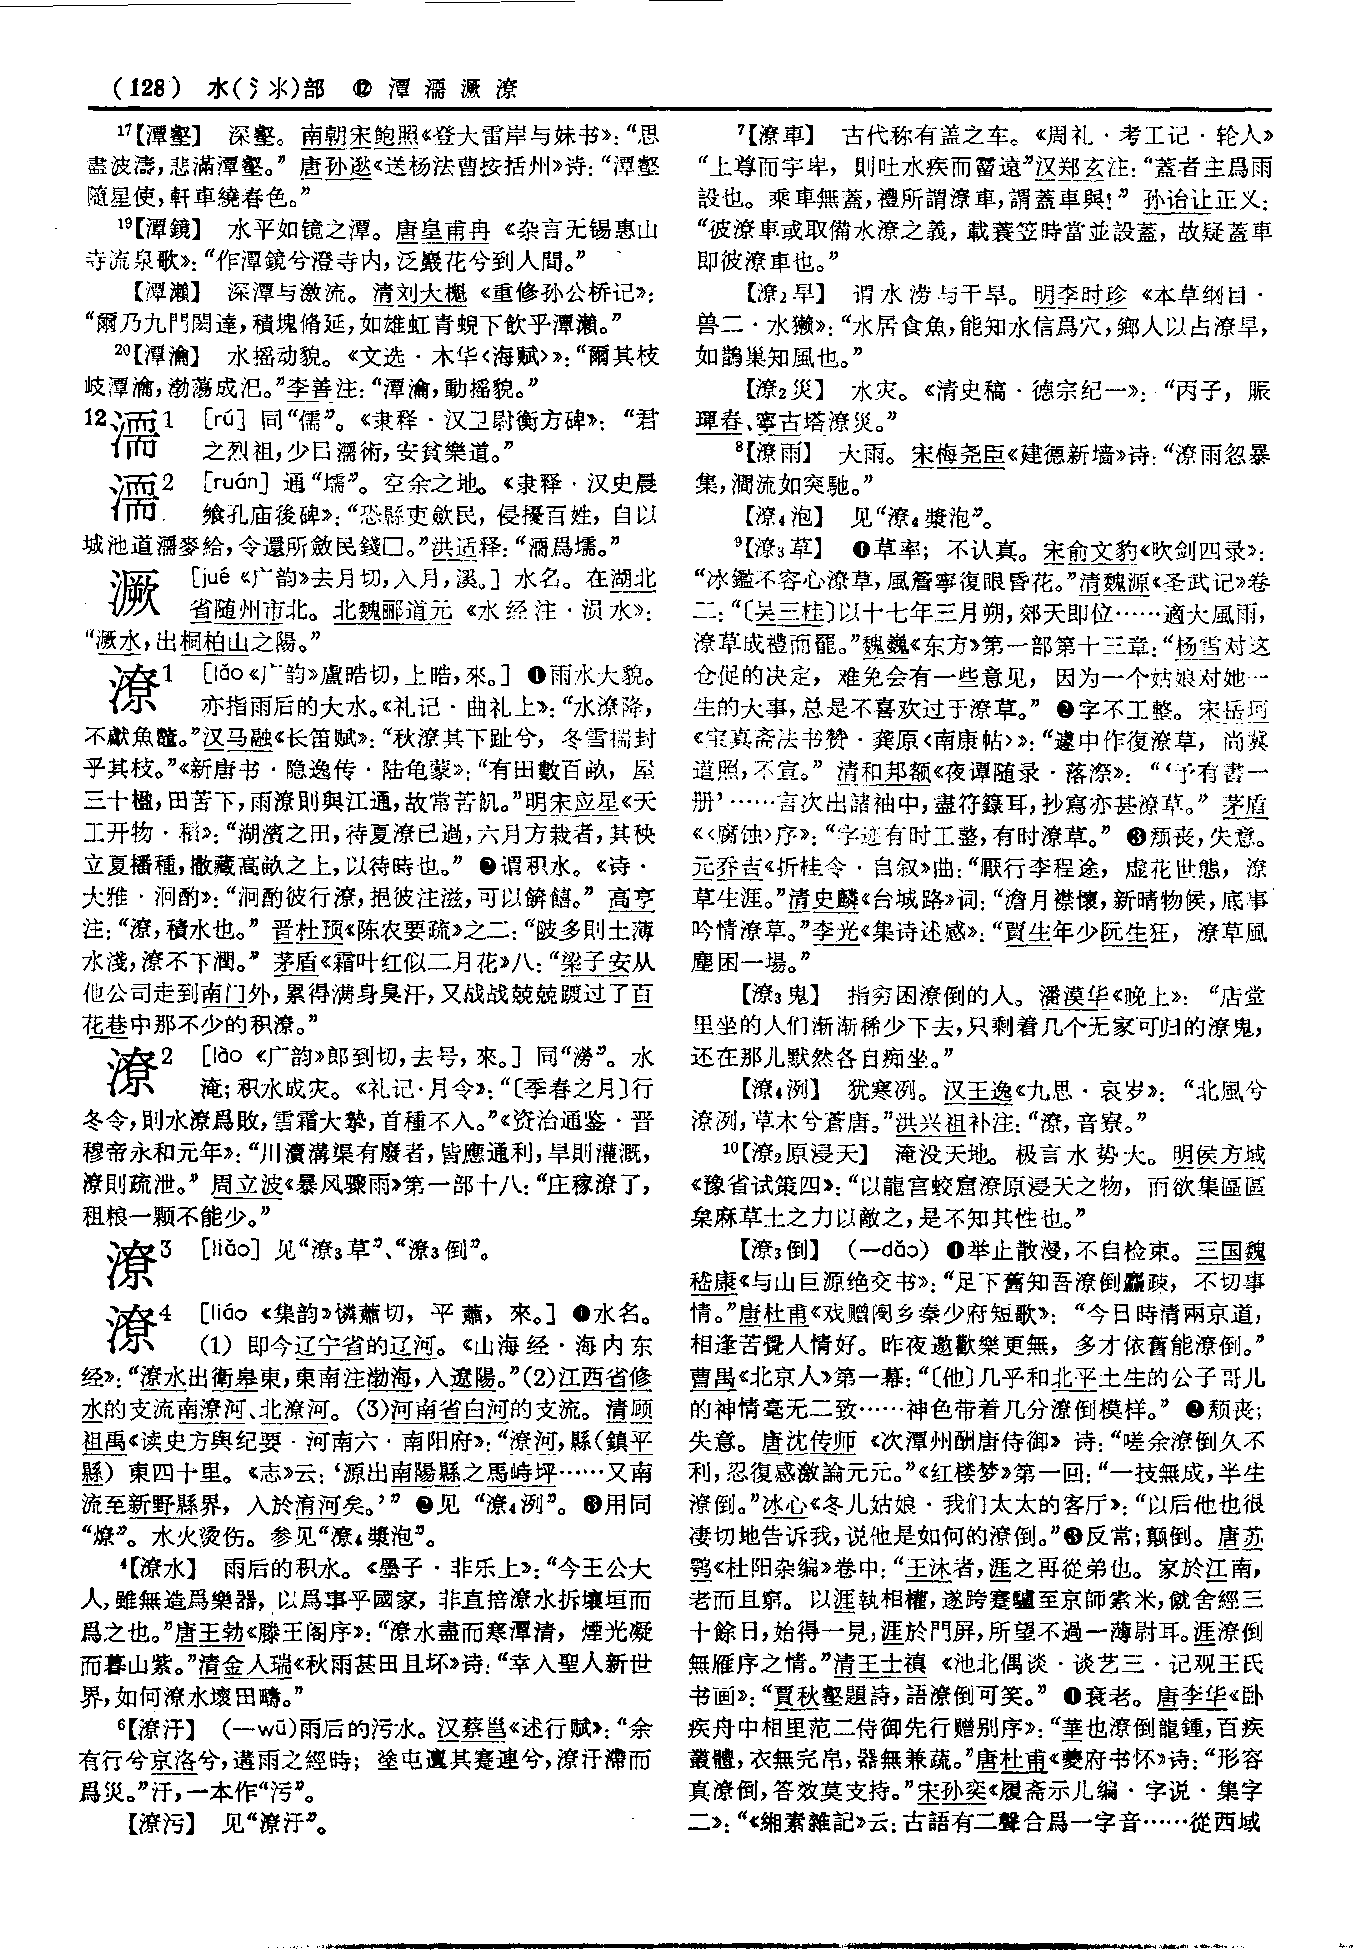 (128) 水(氵氺)部 ⑫ 潭濡濕潦
17【潭壑】 深壑。南朝宋鲍照《登大雷岸与妹书》：“思
盡波濤，悲滿潭壑。”唐孙逖《送杨法曹按括州》诗：“潭壑
隨星使，軒車繞春色。”
19【潭鏡】 水平如镜之潭。唐皇甫冉《杂言无锡惠山
寺流泉歌》：“作潭鏡兮澄寺内，泛巖花兮到人間。”
【潭瀨】 深潭与激流。清刘大櫆《重修孙公桥记》：
“爾乃九門閎達，積塊脩延，如雄虹青蜺下飲乎潭瀨。”
20【潭瀹】 水摇动貌。《文选·木华〈海赋〉》：“爾其枝
岐潭瀹，渤蕩成汜。”李善注：“潭瀹，動摇貌。”
12 濡1 [rú] 同“儒”。《隶释·汉卫尉衡方碑》：“君
之烈祖，少㠯濡術，安貧樂道。”
濡2 [ruán] 通“堧”。空余之地。《隶释·汉史晨
飨孔庙後碑》：“恐縣吏歛民，侵擾百姓，自以
城池道濡麥給，令還所斂民錢□。”洪适释：“濡爲堧。”
灍 [jué《广韵》去月切，入月，溪。] 水名。在湖北
省随州市北。北魏郦道元《水经注·涢水》：
“灍水，出桐柏山之陽。”
潦1 [lǎo《广韵》盧晧切，上晧，來。] ❶雨水大貌。
亦指雨后的大水。《礼记·曲礼上》：“水潦降，
不獻魚鼈。”汉马融《长笛赋》：“秋潦其下趾兮，冬雪揣封
乎其枝。”《新唐书·隐逸传·陆龟蒙》：“有田數百畝，屋
三十楹，田苦下，雨潦則與江通，故常苦飢。”明宋应星《天
工开物·稻》：“湖濱之田，待夏潦已過，六月方栽者，其秧
立夏播種，撒藏高畝之上，以待時也。” ❷谓积水。《诗·
大雅·泂酌》：“泂酌彼行潦，挹彼注滋，可以餴饎。”高亨
注：“潦，積水也。”晋杜预《陈农要疏》之二：“陂多則土薄
水淺，潦不下潤。”茅盾《霜叶红似二月花》八：“梁子安从
他公司走到南门外，累得满身臭汗，又战战兢兢踱过了百
花巷中那不少的积潦。”
潦2 [lào《广韵》郎到切，去号，來。] 同“澇”。水
淹；积水成灾。《礼记·月令》：“〔季春之月〕行
冬令，則水潦爲敗，雪霜大摯，首種不入。”《资治通鉴·晋
穆帝永和元年》：“川瀆溝渠有廢者，皆應通利，旱則灌溉，
潦則疏泄。”周立波《暴风骤雨》第一部十八：“庄稼潦了，
租粮一颗不能少。”
潦3 [liǎo] 见“潦3草”、“潦3倒”。
潦4 [liáo《集韵》憐蕭切，平蕭，來。] ❶水名。
(1) 即今辽宁省的辽河。《山海经·海内东
经》：“潦水出衛皋東，東南注渤海，入遼陽。”(2)江西省修
水的支流南潦河、北潦河。(3)河南省白河的支流。清顾
祖禹《读史方舆纪要·河南六·南阳府》：“潦河，縣（鎮平
縣）東四十里。《志》云：‘源出南陽縣之馬峙坪……又南
流至新野縣界，入於淯河矣。’” ❷见“潦4洌”。❸用同
“燎”。水火烫伤。参见“潦4漿泡”。
4【潦水】 雨后的积水。《墨子·非乐上》：“今王公大
人，雖無造爲樂器，以爲事乎國家，非直掊潦水拆壤垣而
爲之也。”唐王勃《滕王阁序》：“潦水盡而寒潭清，煙光凝
而暮山紫。”清金人瑞《秋雨甚田且坏》诗：“幸入聖人新世
界，如何潦水壞田疇。”
6【潦汙】 (—wū)雨后的污水。汉蔡邕《述行赋》：“余
有行兮京洛兮，遘雨之經時；塗屯邅其蹇連兮，潦汙滯而
爲災。”汙，一本作“污”。
【潦污】 见“潦汙”。
7【潦車】 古代称有盖之车。《周礼·考工记·轮人》
“上尊而宇卑，則吐水疾而霤遠”汉郑玄注：“蓋者主爲雨
設也。乘車無蓋，禮所謂潦車，謂蓋車與！”孙诒让正义：
“彼潦車或取備水潦之義，載蓑笠時當並設蓋，故疑蓋車
即彼潦車也。”
【潦2旱】 谓水涝与干旱。明李时珍《本草纲目·
兽二·水獭》：“水居食魚，能知水信爲穴，鄉人以占潦旱，
如鵲巢知風也。”
【潦2災】 水灾。《清史稿·德宗纪一》：“丙子，賑
琿春、寧古塔潦災。”
8【潦雨】 大雨。宋梅尧臣《建德新墙》诗：“潦雨忽暴
集，澗流如突馳。”
【潦4泡】 见“潦4漿泡”。
9【潦3草】 ❶草率；不认真。宋俞文豹《吹剑四录》：
“冰鑑不容心潦草，風簷寧復眼昏花。”清魏源《圣武记》卷
二：“〔吴三桂〕以十七年三月朔，郊天即位……適大風雨，
潦草成禮而罷。”魏巍《东方》第一部第十三章：“杨雪对这
仓促的决定，难免会有一些意见，因为一个姑娘对她一
生的大事，总是不喜欢过于潦草。” ❷字不工整。宋岳珂
《宝真斋法书赞·龚原〈南康帖〉》：“遽中作復潦草，尚冀
道照，不宣。”清和邦额《夜谭随录·落漈》：“‘予有書一
册’……言次出諸袖中，盡符籙耳，抄寫亦甚潦草。”茅盾
《〈腐蚀〉序》：“字迹有时工整，有时潦草。” ❸颓丧，失意。
元乔吉《折桂令·自叙》曲：“厭行李程途，虚花世態，潦
草生涯。”清史麟《台城路》词：“澹月襟懷，新晴物候，底事
吟情潦草。”李光《集诗述感》：“賈生年少阮生狂，潦草風
塵困一場。”
【潦3鬼】 指穷困潦倒的人。潘漠华《晚上》：“店堂
里坐的人们渐渐稀少下去，只剩着几个无家可归的潦鬼，
还在那儿默然各自痴坐。”
【潦4洌】 犹寒冽。汉王逸《九思·哀岁》：“北風兮
潦洌，草木兮蒼唐。”洪兴祖补注：“潦，音寮。”
10【潦2原浸天】 淹没天地。极言水势大。明侯方域
《豫省试策四》：“以龍宫蛟窟潦原浸天之物，而欲集區區
枲麻草土之力以敵之，是不知其性也。”
【潦3倒】 (—dǎo) ❶举止散漫，不自检束。三国魏
嵇康《与山巨源绝交书》：“足下舊知吾潦倒麤疎，不切事
情。”唐杜甫《戏赠阌乡秦少府短歌》：“今日時清兩京道，
相逢苦覺人情好。昨夜邀歡樂更無，多才依舊能潦倒。”
曹禺《北京人》第一幕：“〔他〕几乎和北平土生的公子哥儿
的神情毫无二致……神色带着几分潦倒模样。” ❷颓丧；
失意。唐沈传师《次潭州酬唐侍御》诗：“嗟余潦倒久不
利，忍復感激論元元。”《红楼梦》第一回：“一技無成，半生
潦倒。”冰心《冬儿姑娘·我们太太的客厅》：“以后他也很
凄切地告诉我，说他是如何的潦倒。”❸反常；颠倒。唐苏
鹗《杜阳杂编》卷中：“王沐者，涯之再從弟也。家於江南，
老而且窮。以涯執相權，遂跨蹇驢至京師索米，僦舍經三
十餘日，始得一見，涯於門屏，所望不過一薄尉耳。涯潦倒
無雁序之情。”清王士禛《池北偶谈·谈艺三·记观王氏
书画》：“賈秋壑題詩，語潦倒可笑。” ❹衰老。唐李华《卧
疾舟中相里范二侍御先行赠别序》：“華也潦倒龍鍾，百疾
叢體，衣無完帛，器無兼蔬。”唐杜甫《夔府书怀》诗：“形容
真潦倒，答效莫支持。”宋孙奕《履斋示儿编·字说·集字
二》：“《缃素雜記》云：古語有二聲合爲一字音……從西域